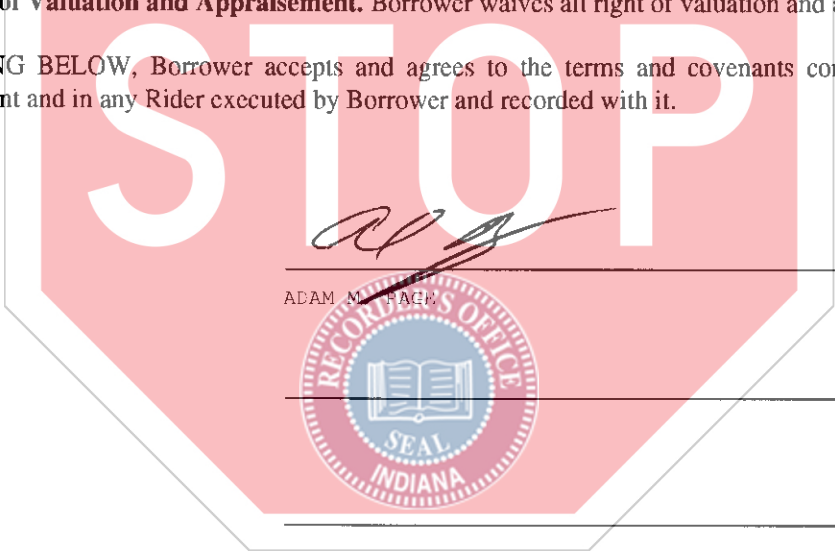 of Valuation and Appraisement. Borrower waives all right of valuation and
NG BELOW, Borrower accepts and agrees to the terms and covenants
nt and in any Rider executed by Borrower and recorded with it.
STOP
ADAM M. PAGE
RECORDER'S OFFICE
SEAL
INDIANA